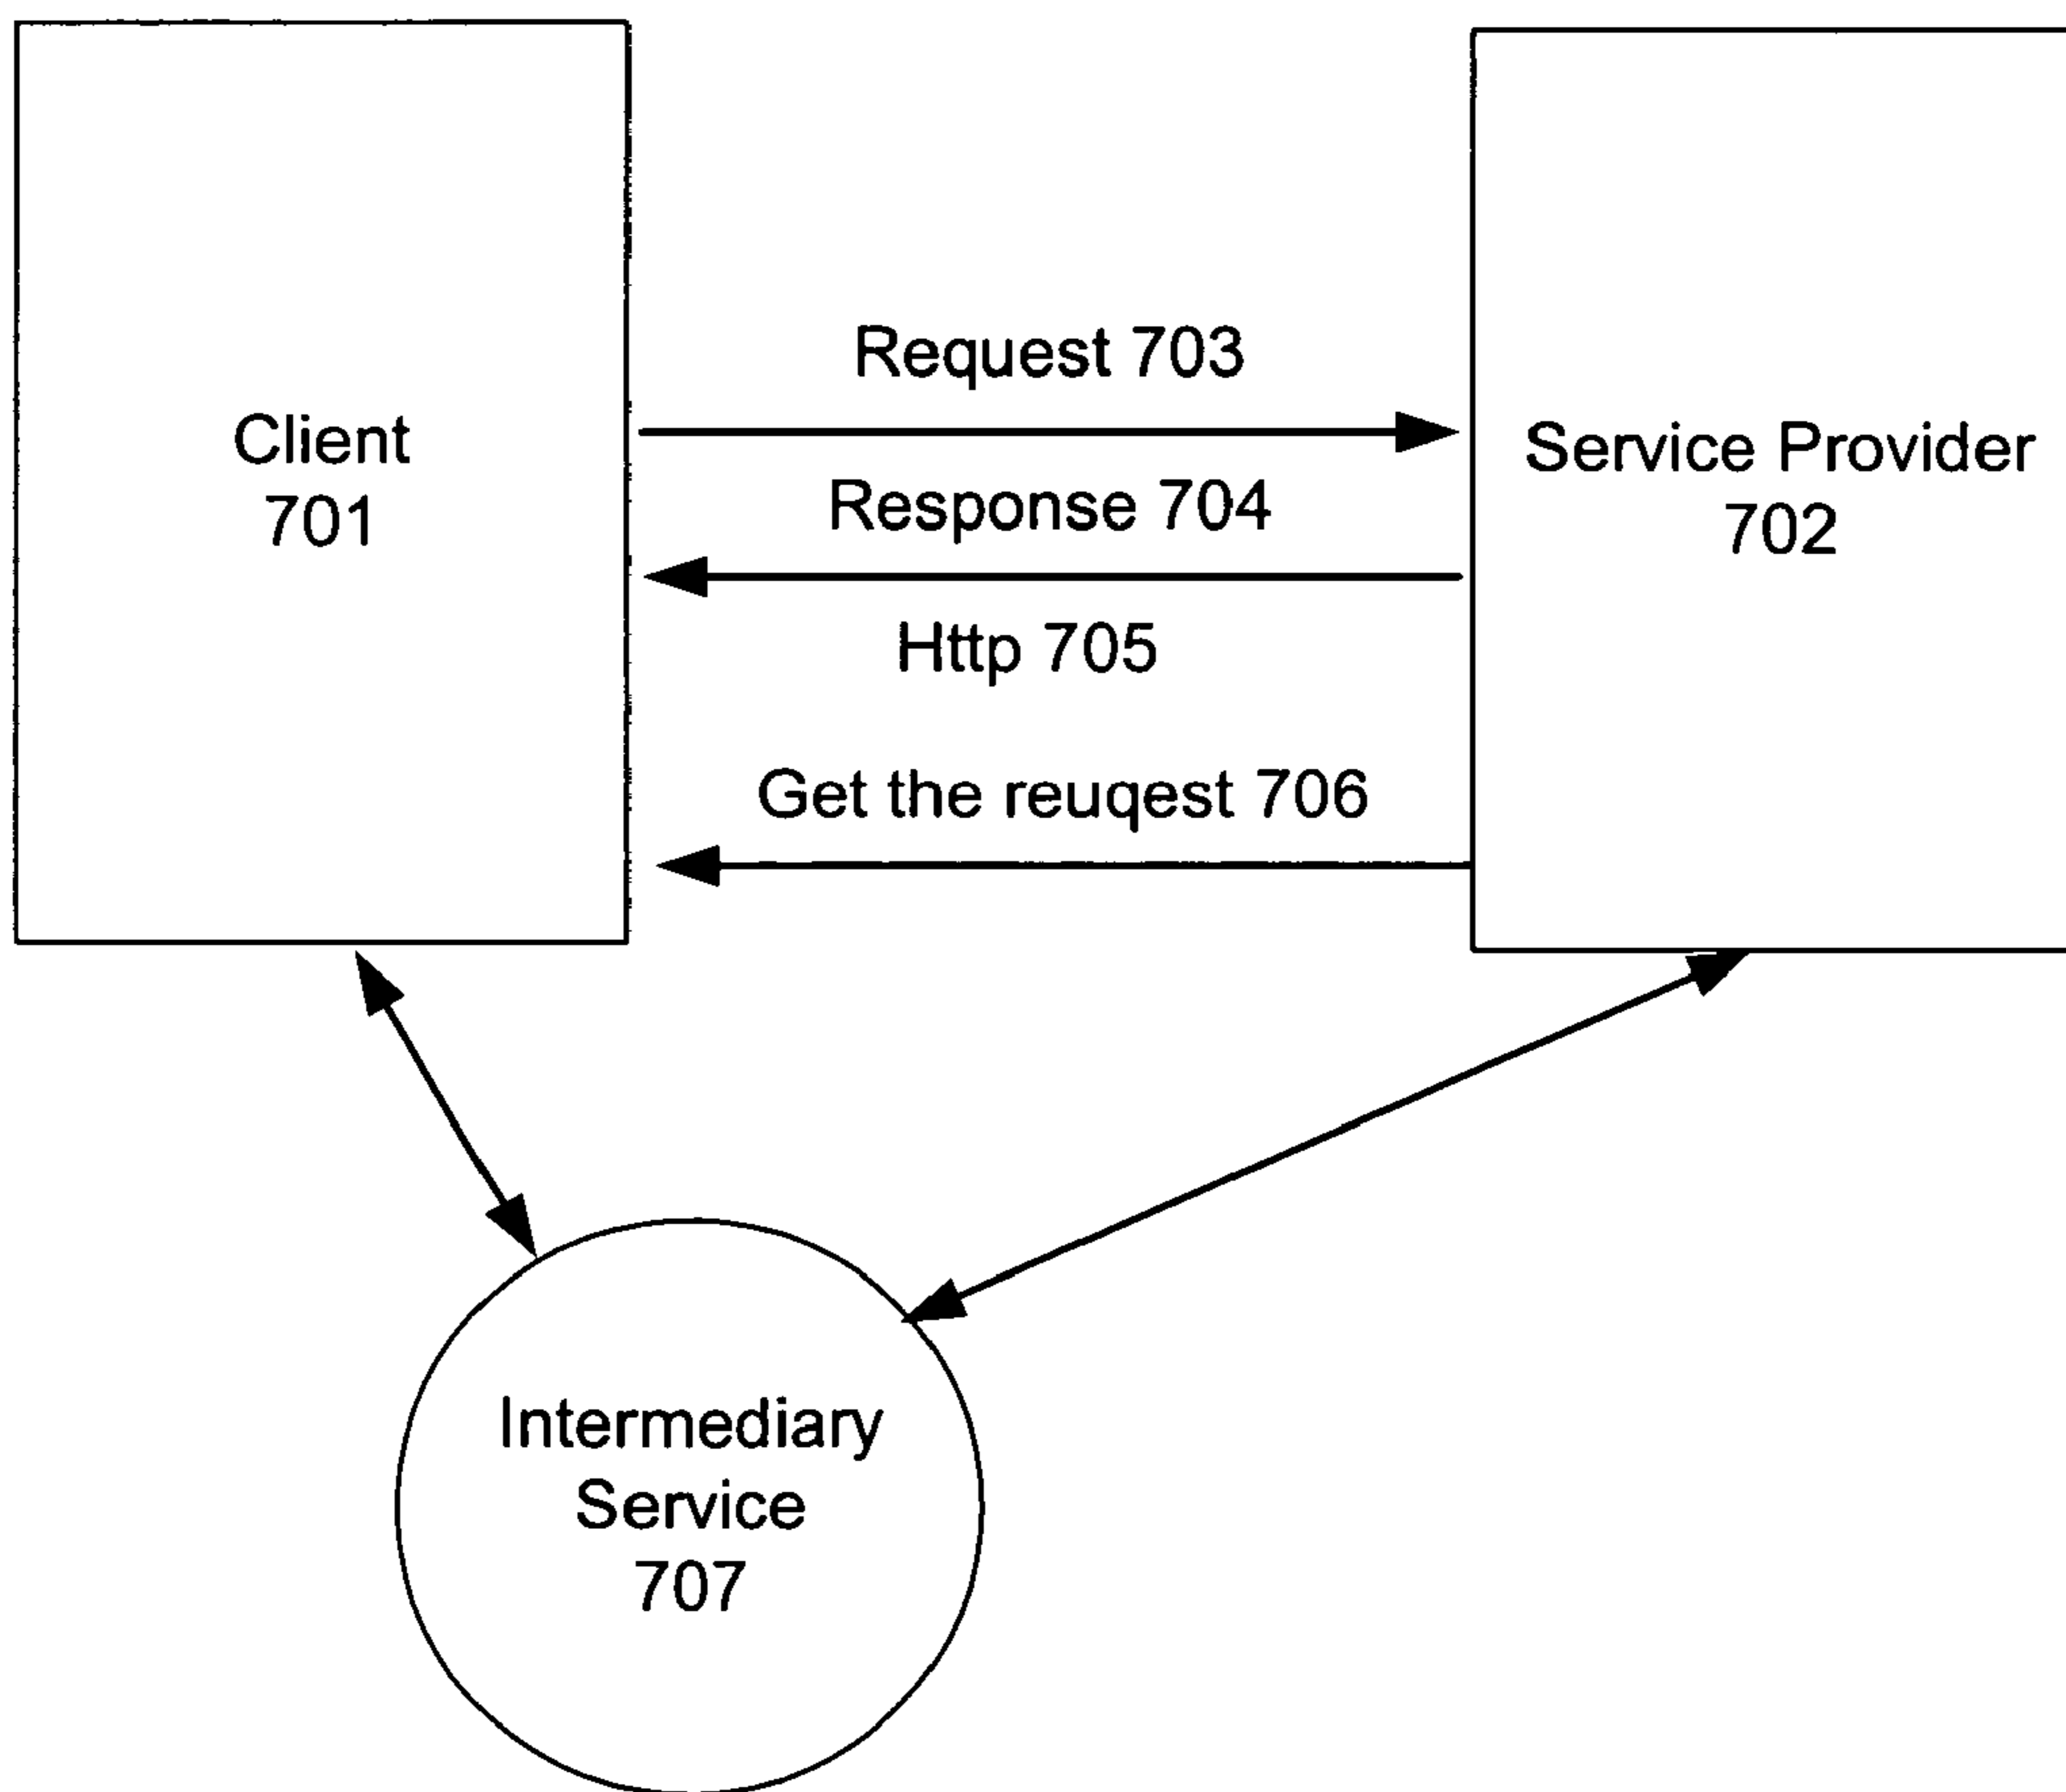 Client
701
Request 703
Response 704
Http 705
Get the reuqest 706
Service Provider
702
Intermediary
Service
707